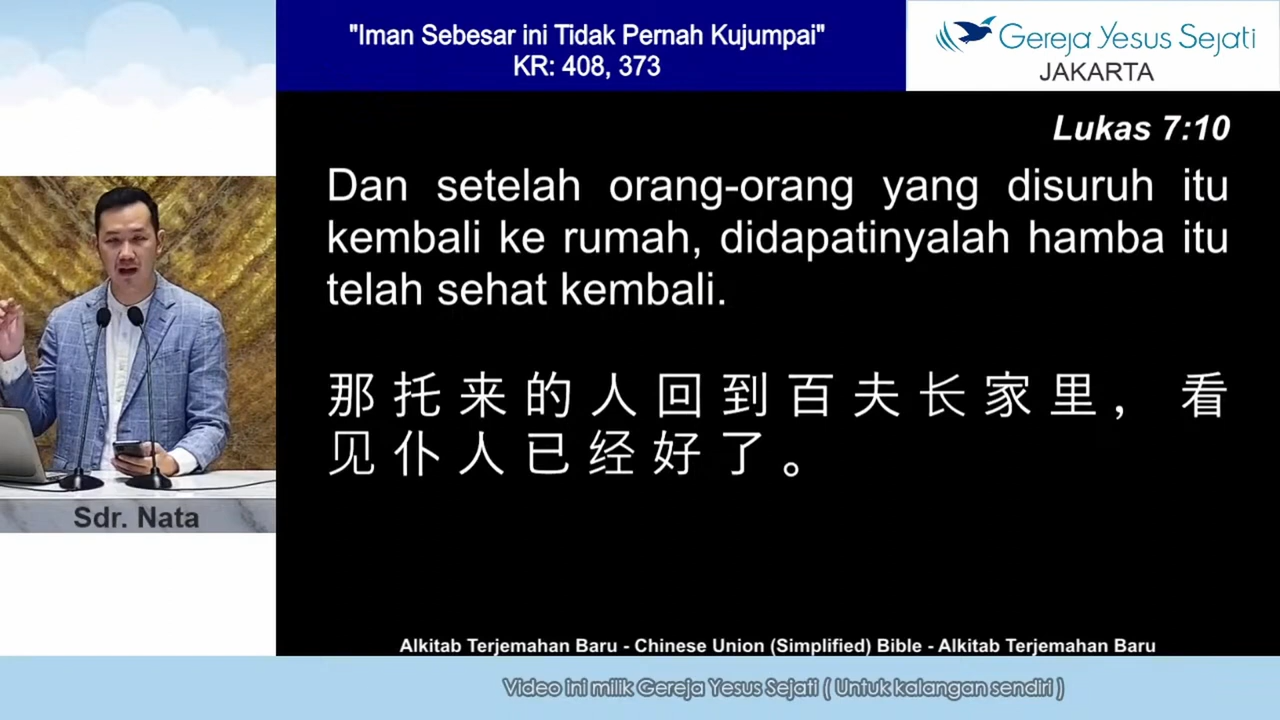 "Iman Sebesar ini Tidak Pernah Kujumpai"
KR: 408, 373
Gereja Yesus Sejati
JAKARTA
Lukas 7:10
Dan setelah orang-orang yang disuruh itu
kembali ke rumah, didapatinyalah hamba itu
telah sehat kembali.
那托来的人回到百夫长家里，看
见仆人已经好了。
Sdr. Nata
Alkitab Terjemahan Baru - Chinese Union (Simplified) Bible - Alkitab Terjemahan Baru
Video ini milik Gereja Yesus Sejati ( Untuk kalangan sendiri )